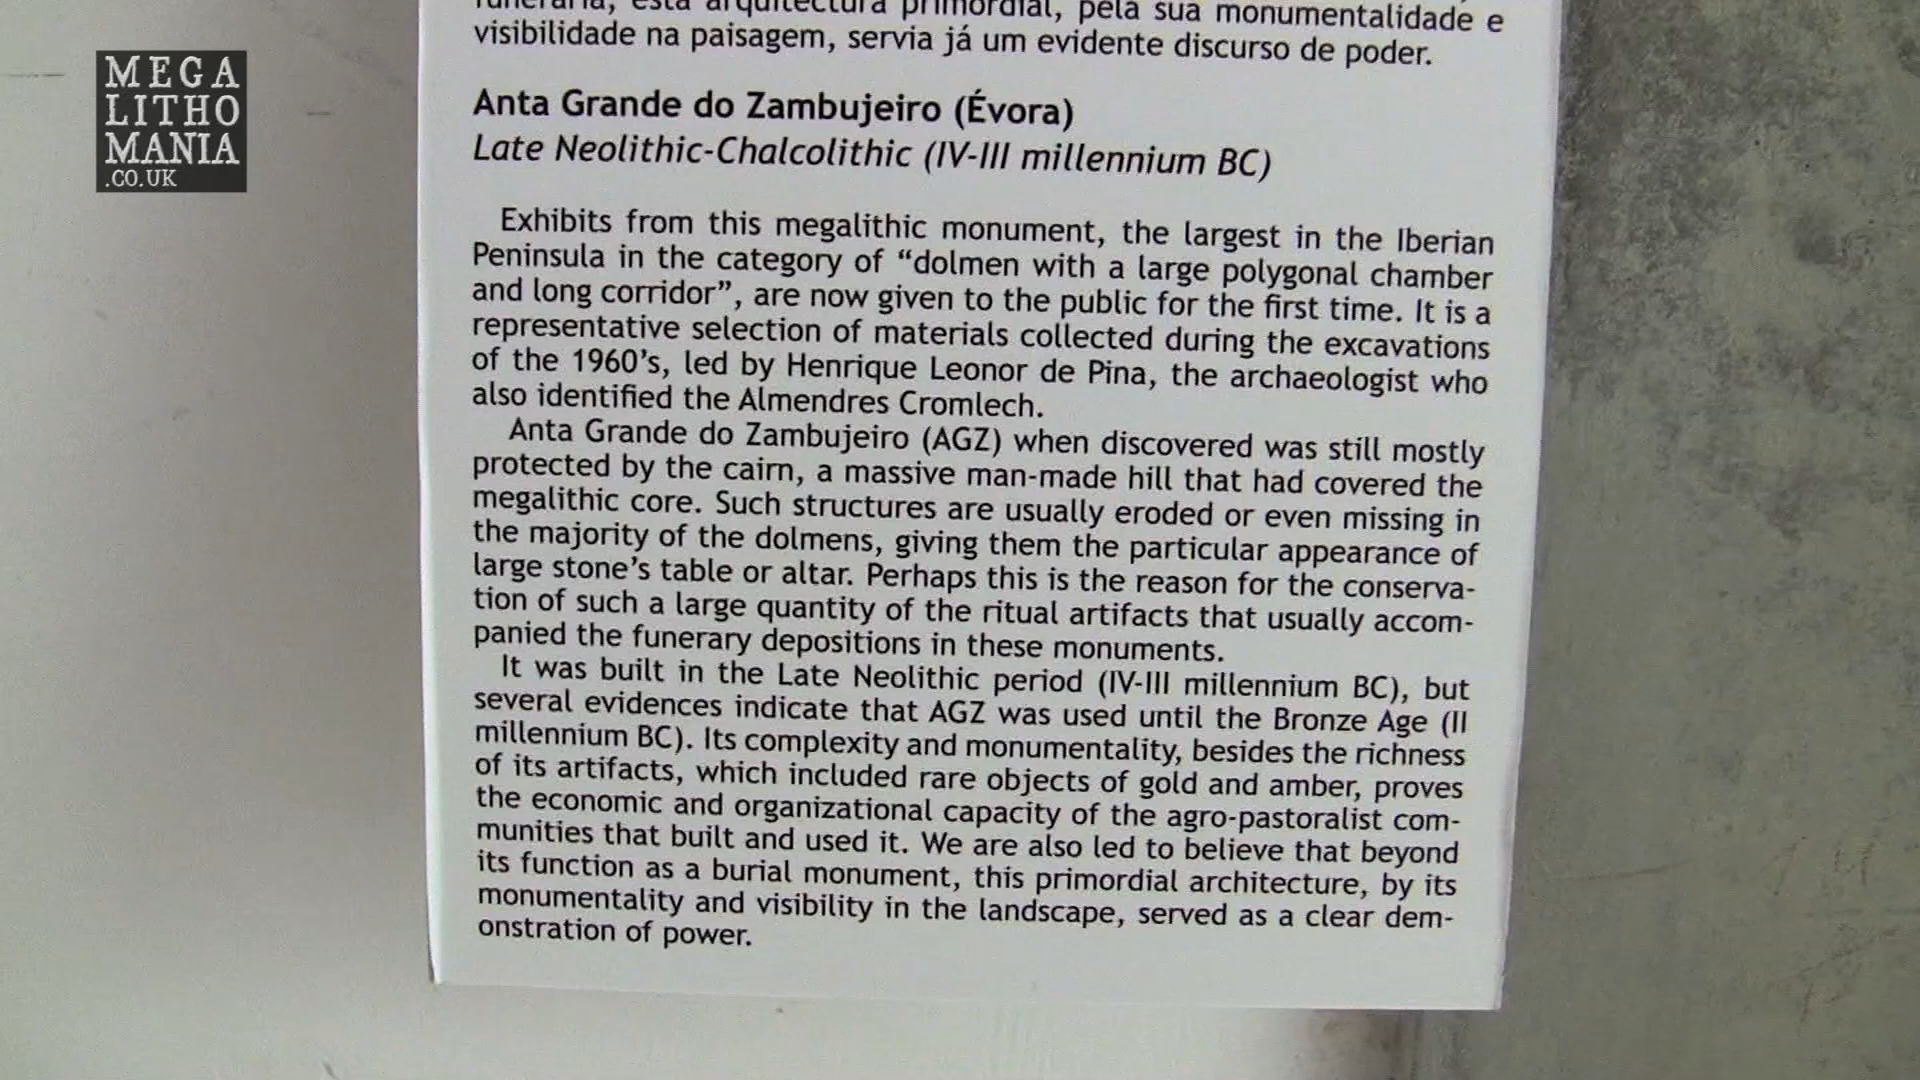 MEGA
LITHO
MANIA
.CO.UK
funerária, esta arquitectura primordial, pela sua monumentalidade e
visibilidade na paisagem, servia já um evidente discurso de poder.
Anta Grande do Zambujeiro (Évora)
Late Neolithic-Chalcolithic (IV-III millennium BC)
Exhibits from this megalithic monument, the largest in the Iberian
Peninsula in the category of “dolmen with a large polygonal chamber
and long corridor”, are now given to the public for the first time. It is a
representative selection of materials collected during the excavations
of the 1960’s, led by Henrique Leonor de Pina, the archaeologist who
also identified the Almendres Cromlech.
Anta Grande do Zambujeiro (AGZ) when discovered was still mostly
protected by the cairn, a massive man-made hill that had covered the
megalithic core. Such structures are usually eroded or even missing in
the majority of the dolmens, giving them the particular appearance of
large stone’s table or altar. Perhaps this is the reason for the conserva-
tion of such a large quantity of the ritual artifacts that usually accom-
panied the funerary depositions in these monuments.
It was built in the Late Neolithic period (IV-III millennium BC), but
several evidences indicate that AGZ was used until the Bronze Age (II
millennium BC). Its complexity and monumentality, besides the richness
of its artifacts, which included rare objects of gold and amber, proves
the economic and organizational capacity of the agro-pastoralist com-
munities that built and used it. We are also led to believe that beyond
its function as a burial monument, this primordial architecture, by its
monumentality and visibility in the landscape, served as a clear dem-
onstration of power.